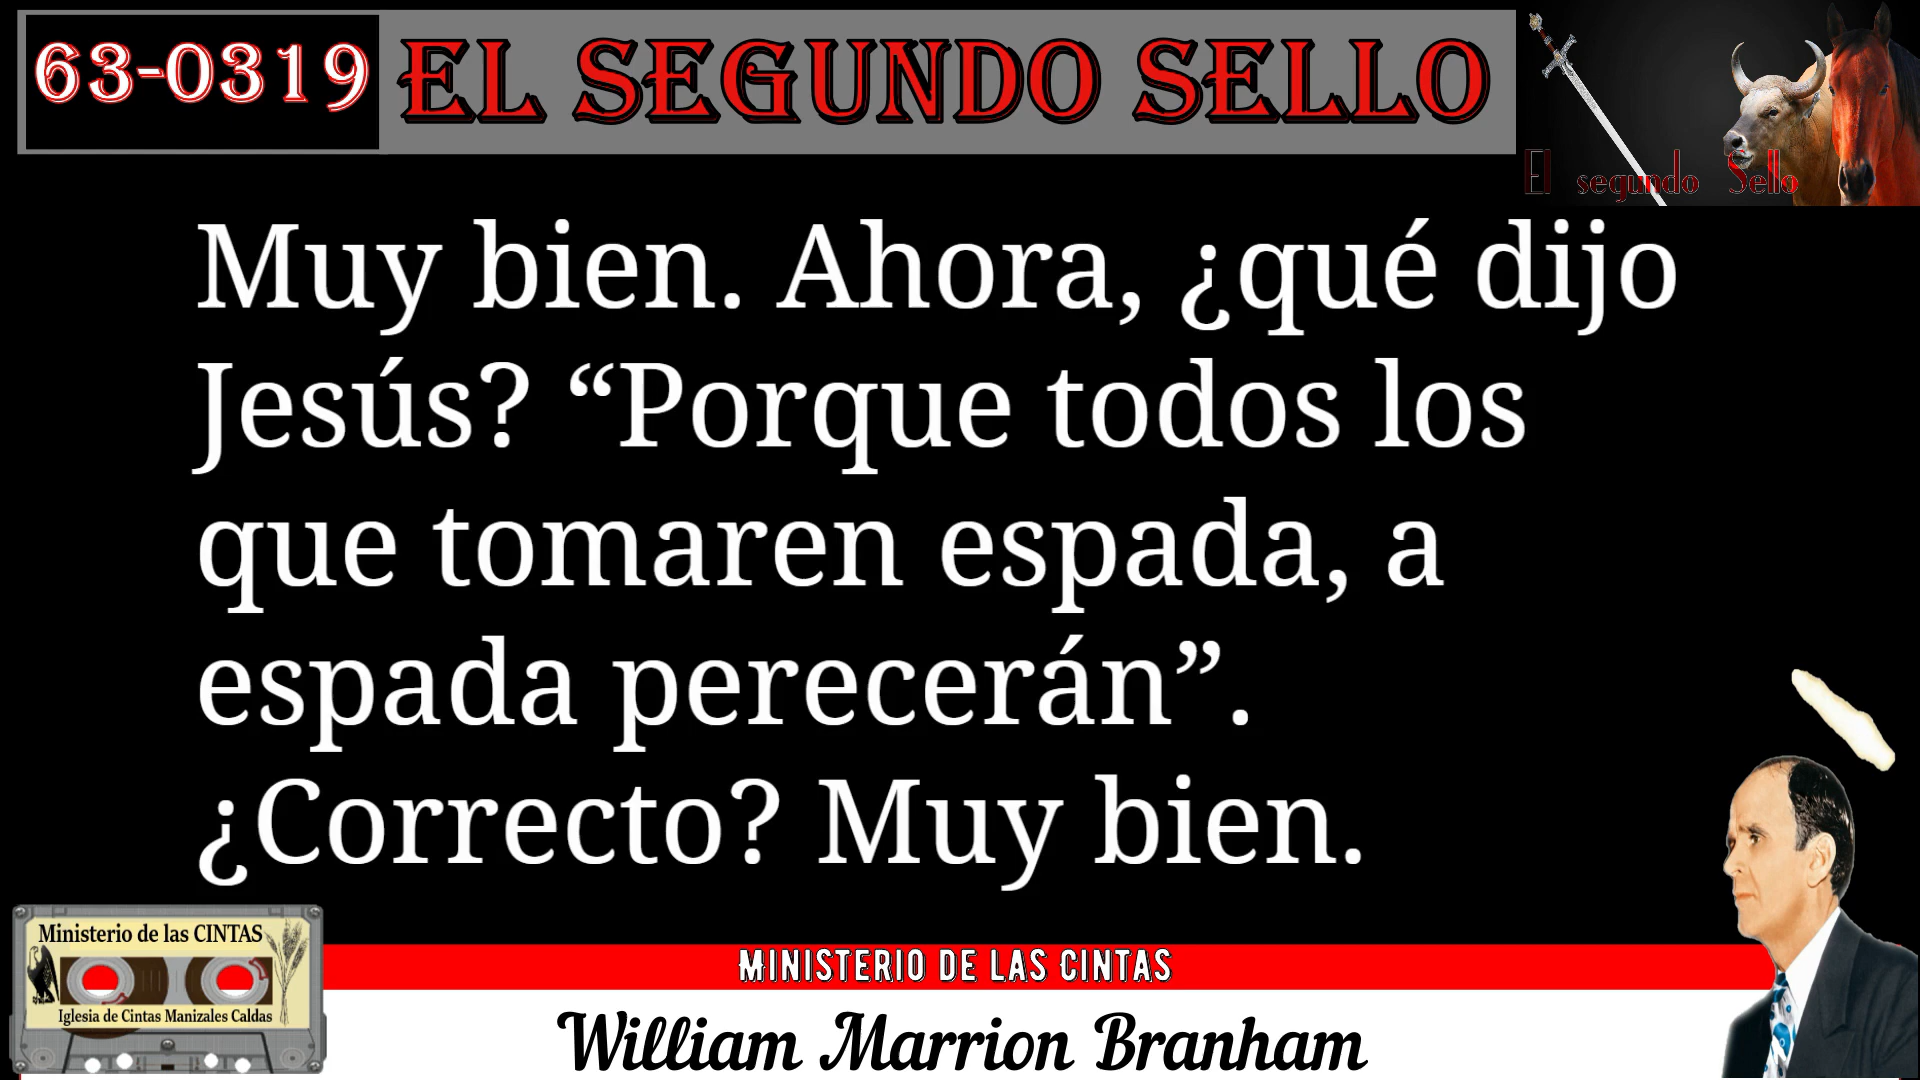 63-0319
EL SEGUNDO SELLO
El segundo Sello
Muy bien. Ahora, ¿qué dijo
Jesús? “Porque todos los
que tomaren espada, a
espada perecerán”.
¿Correcto? Muy bien.
Ministerio de las CINTAS
Iglesia de Cintas Manizales Caldas
MINISTERIO DE LAS CINTAS
William Marrion Branham